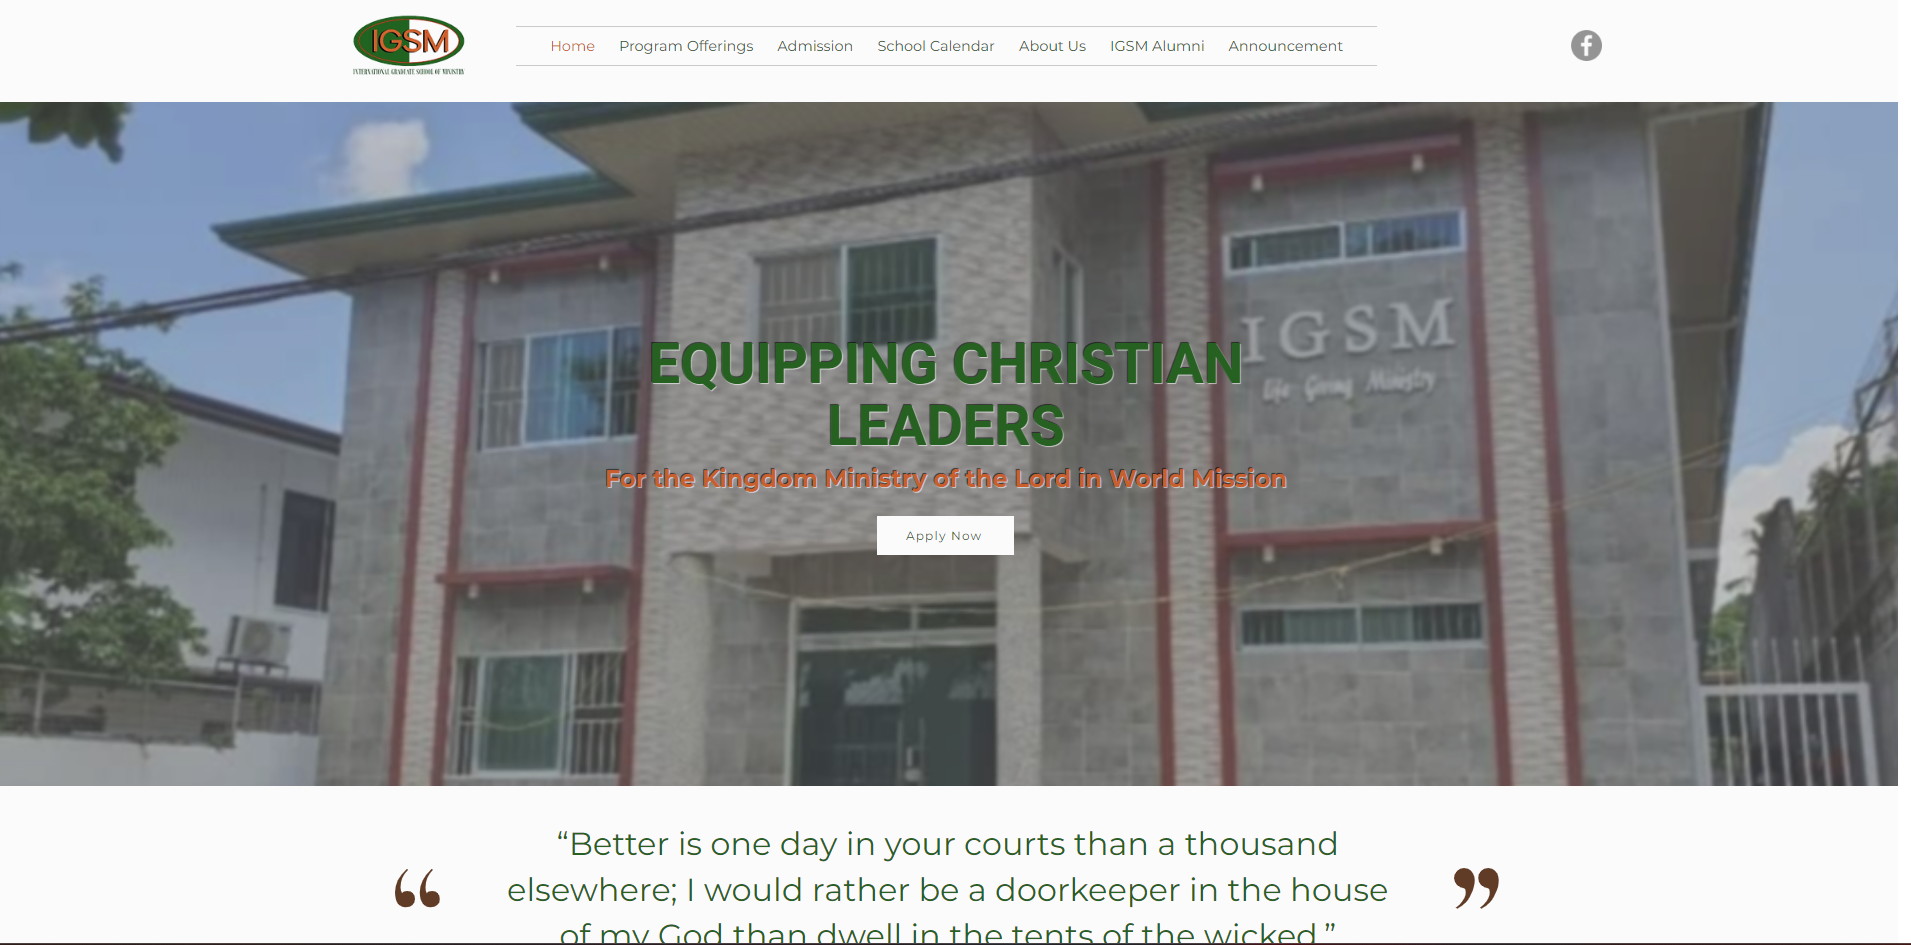 IGSM
INTERNATIONAL GRADUATE SCHOOL OF MINISTRY
Home Program Offerings Admission School Calendar About Us IGSM Alumni Announcement
IGSM
Life Giving Ministry
EQUIPPING CHRISTIAN
LEADERS
For the Kingdom Ministry of the Lord in World Mission
Apply Now
“Better is one day in your courts than a thousand
elsewhere; I would rather be a doorkeeper in the house
of my God than dwell in the tents of the wicked.”